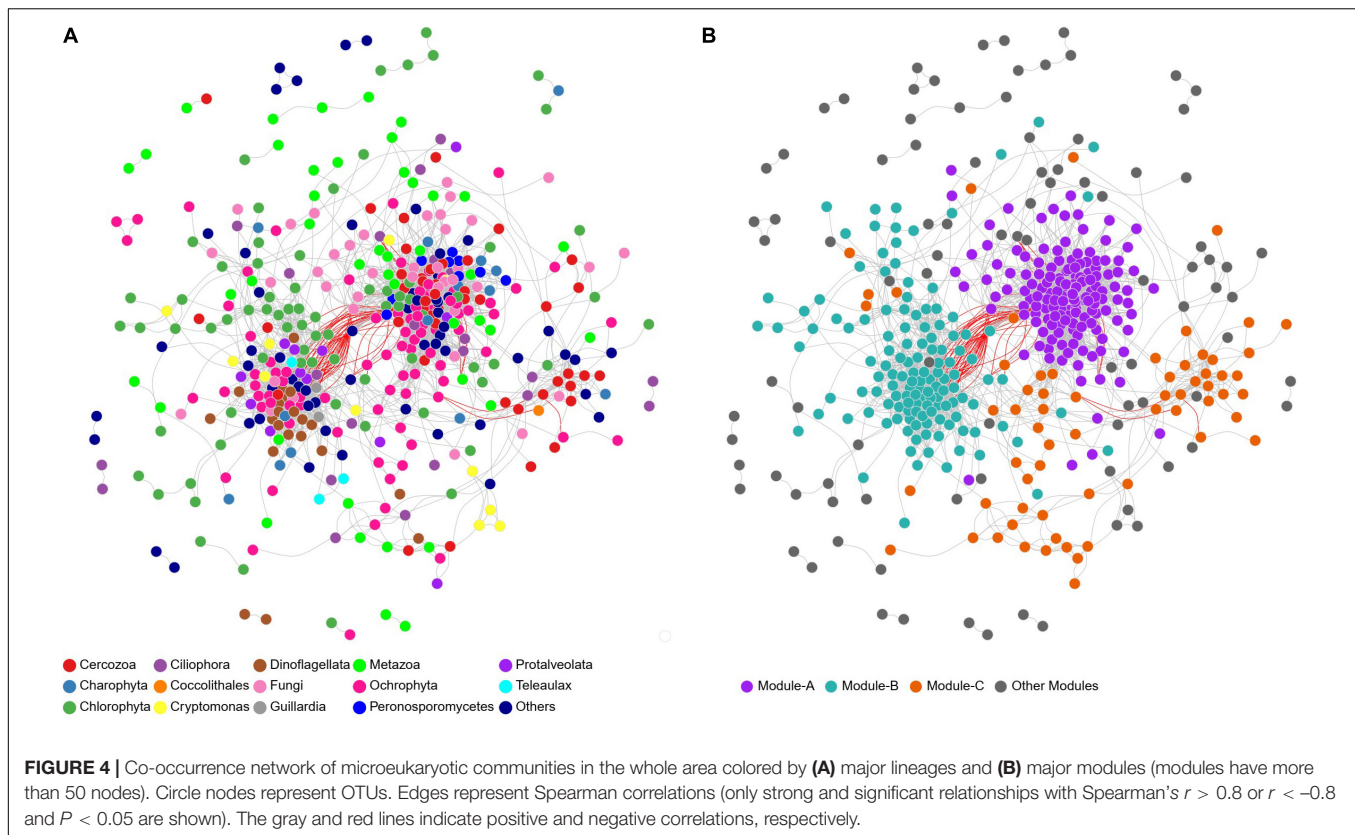 A
B
Cercozoa Ciliophora Dinoflagellata Metazoa Protalveolata
Charophyta Coccolithales Fungi Ochrophyta Teleaulax
Chlorophyta Cryptomonas Guillardia Peronosporomycetes Others
Module-A Module-B Module-C Other Modules
FIGURE 4 | Co-occurrence network of microeukaryotic communities in the whole area colored by (A) major lineages and (B) major modules (modules have more
than 50 nodes). Circle nodes represent OTUs. Edges represent Spearman correlations (only strong and significant relationships with Spearman's r > 0.8 or r < –0.8
and P < 0.05 are shown). The gray and red lines indicate positive and negative correlations, respectively.